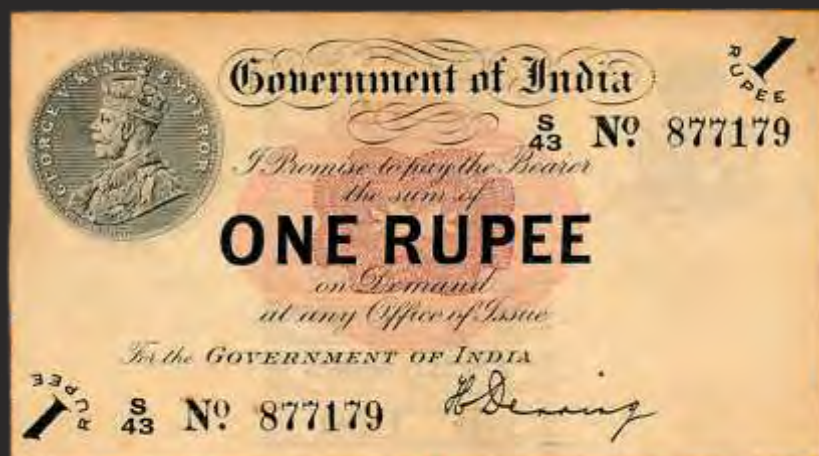 GEORGE V KING EMPEROR
Government of India
1 RUPEE
S/43 Nº 877179
I Promise to pay the Bearer
the sum of
ONE RUPEE
on Demand
at any Office of Issue
For the GOVERNMENT OF INDIA
1 RUPEE
S/43 Nº 877179
H Denning